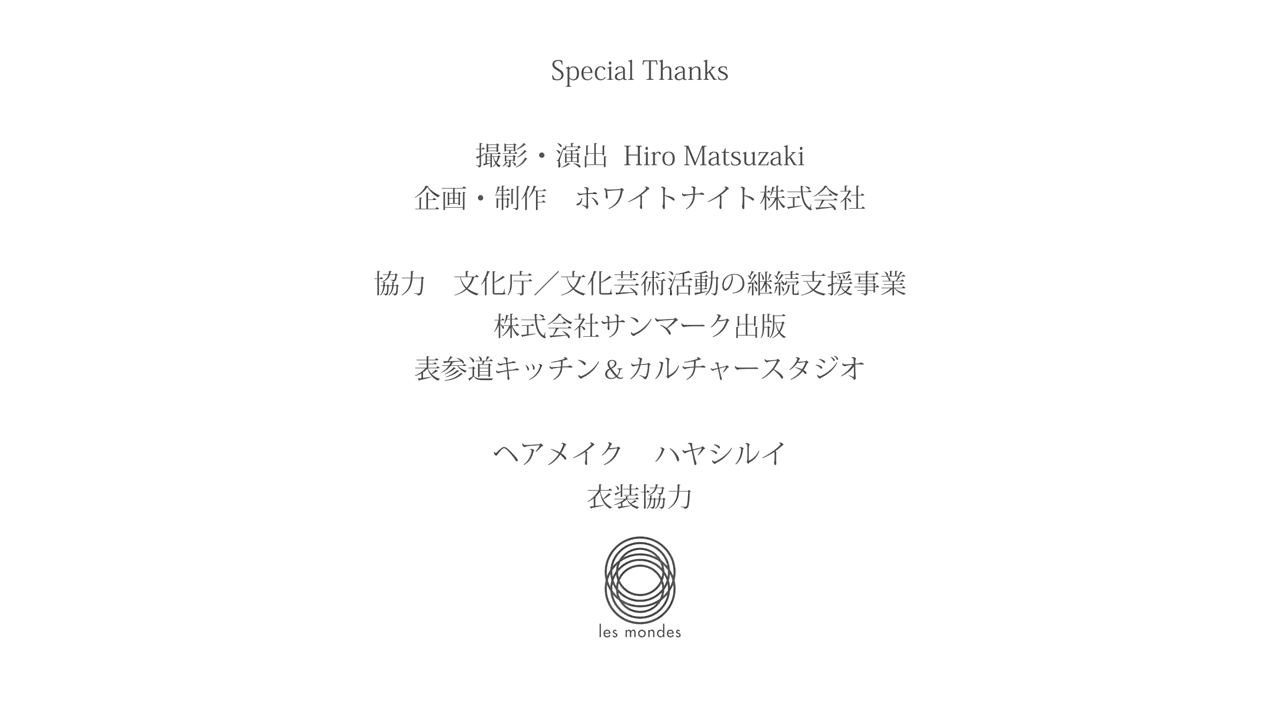 Special Thanks
撮影・演出 Hiro Matsuzaki
企画・制作　ホワイトナイト株式会社
協力　文化庁／文化芸術活動の継続支援事業
株式会社サンマーク出版
表参道キッチン＆カルチャースタジオ
ヘアメイク　ハヤシルイ
衣装協力
les mondes